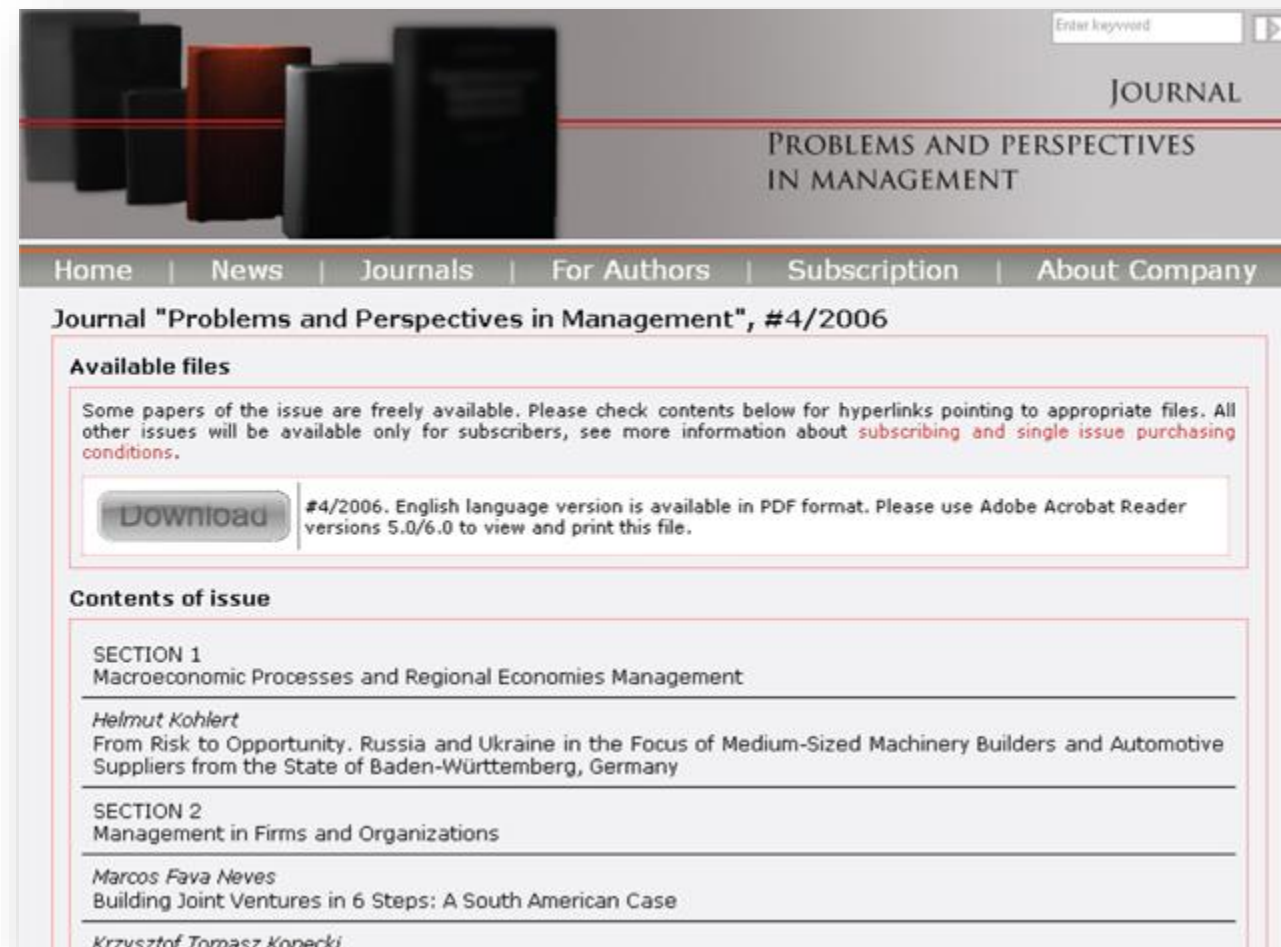 Enter keyword
JOURNAL
PROBLEMS AND PERSPECTIVES
IN MANAGEMENT
Home | News | Journals | For Authors | Subscription | About Company
Journal "Problems and Perspectives in Management", #4/2006
Available files
Some papers of the issue are freely available. Please check contents below for hyperlinks pointing to appropriate files. All
other issues will be available only for subscribers, see more information about subscribing and single issue purchasing
conditions.
Download
#4/2006. English language version is available in PDF format. Please use Adobe Acrobat Reader
versions 5.0/6.0 to view and print this file.
Contents of issue
SECTION 1
Macroeconomic Processes and Regional Economies Management
Helmut Kohlert
From Risk to Opportunity. Russia and Ukraine in the Focus of Medium-Sized Machinery Builders and Automotive
Suppliers from the State of Baden-Württemberg, Germany
SECTION 2
Management in Firms and Organizations
Marcos Fava Neves
Building Joint Ventures in 6 Steps: A South American Case
Krzysztof Tomasz Konecki